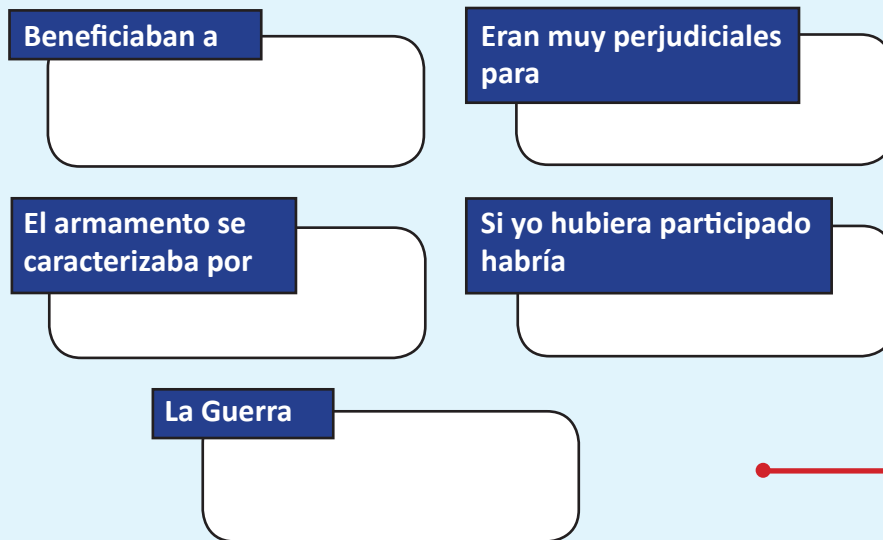 Beneficiaban a
Eran muy perjudiciales
para
El armamento se
caracterizaba por
Si yo hubiera participado
habría
La Guerra